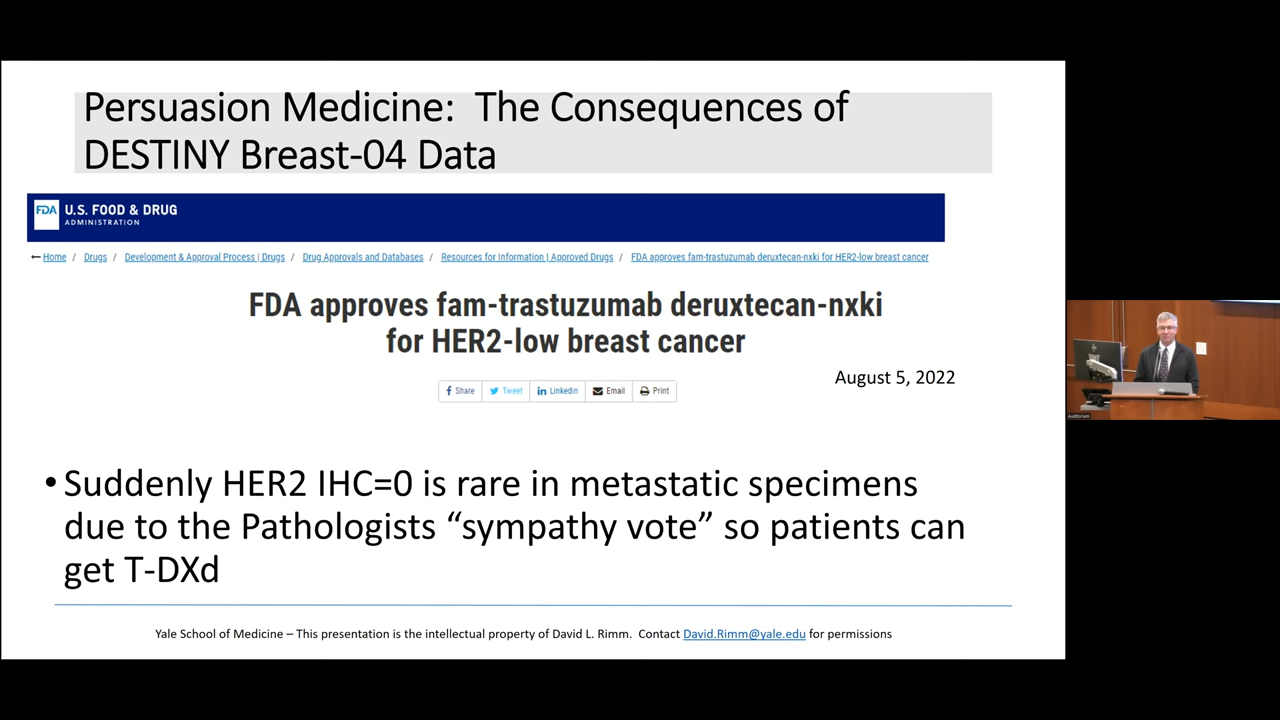 Persuasion Medicine: The Consequences of
DESTINY Breast-04 Data
FDA U.S. FOOD & DRUG
ADMINISTRATION
Home / Drugs / Development & Approval Process | Drugs / Drug Approvals and Databases / Resources for Information | Approved Drugs / FDA approves fam-trastuzumab deruxtecan-nxki for HER2-low breast cancer
FDA approves fam-trastuzumab deruxtecan-nxki
for HER2-low breast cancer
August 5, 2022
Share Tweet Linkedin Email Print
• Suddenly HER2 IHC=0 is rare in metastatic specimens
due to the Pathologists “sympathy vote” so patients can
get T-DXd
Yale School of Medicine – This presentation is the intellectual property of David L. Rimm. Contact David.Rimm@yale.edu for permissions
Auditorium